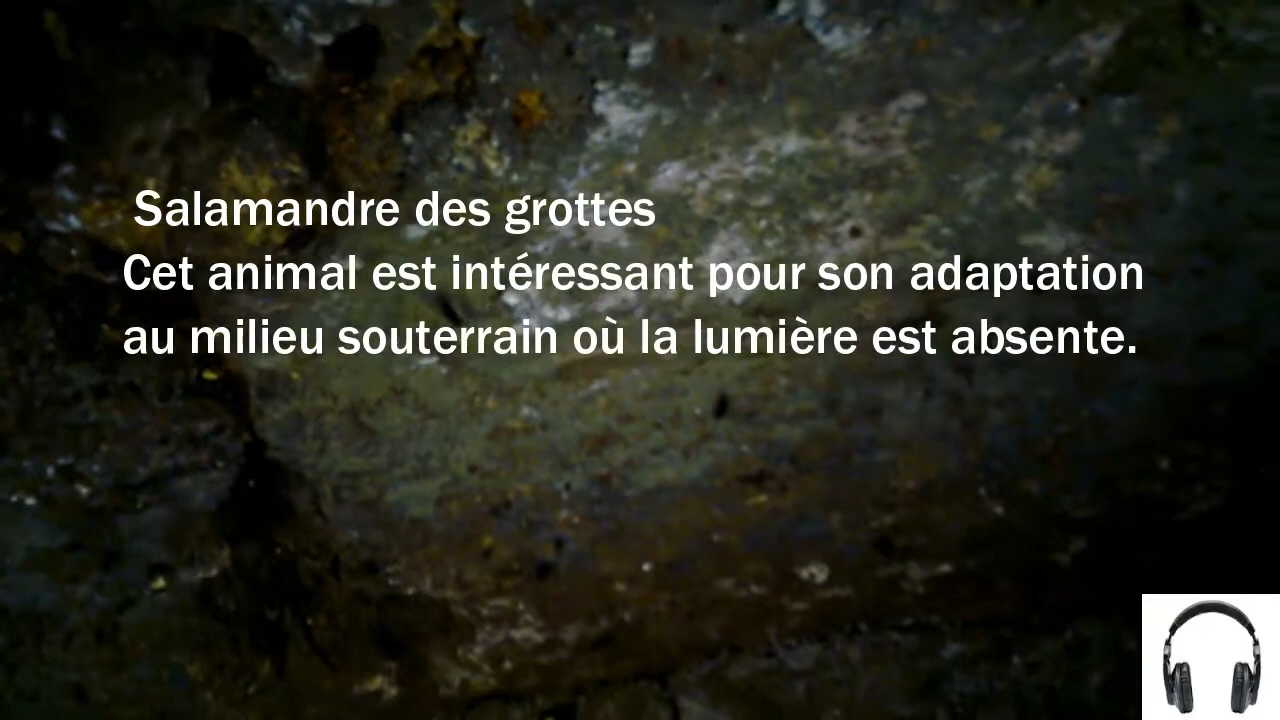 Salamandre des grottes
Cet animal est intéressant pour son adaptation
au milieu souterrain où la lumière est absente.